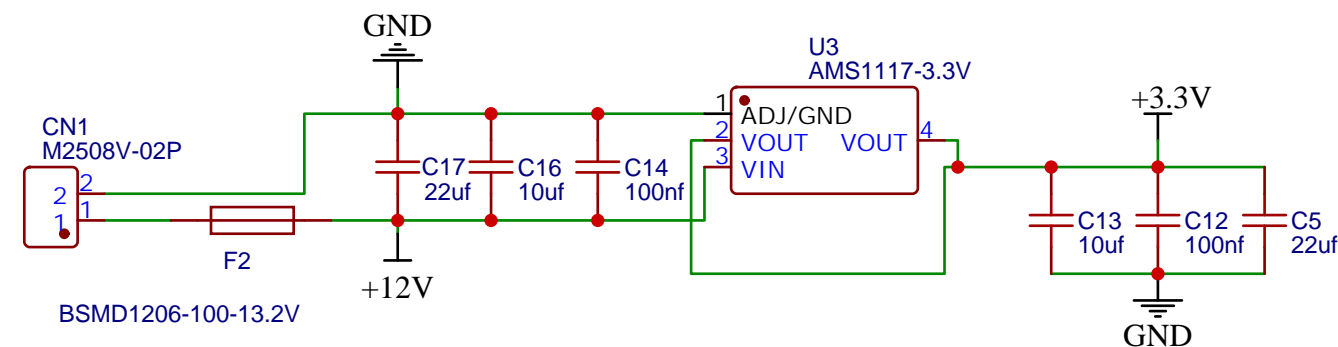 GND
U3
AMS1117-3.3V
CN1
M2508V-02P
2
2
1
1
F2
BSMD1206-100-13.2V
+12V
C17
22uf
C16
10uf
C14
100nf
1
ADJ/GND
2
VOUT
VOUT
4
3
VIN
+3.3V
C13
10uf
C12
100nf
C5
22uf
GND